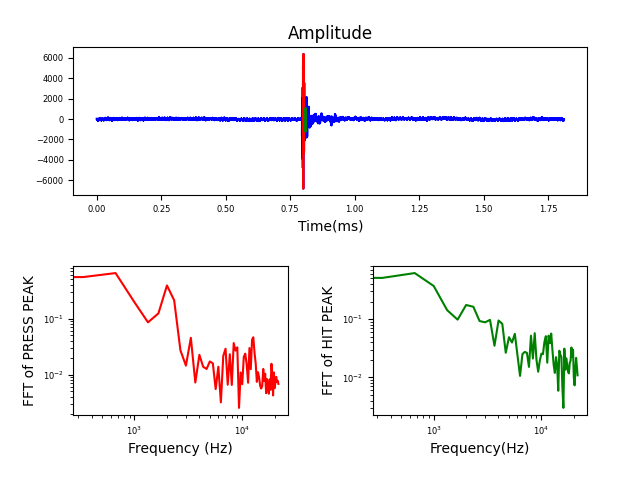 Amplitude
6000
4000
2000
0
−2000
−4000
−6000
0.00 0.25 0.50 0.75 1.00 1.25 1.50 1.75
Time(ms)
FFT of PRESS PEAK
10⁻¹
10⁻²
10³ 10⁴
Frequency (Hz)
FFT of HIT PEAK
10⁻¹
10⁻²
10³ 10⁴
Frequency(Hz)